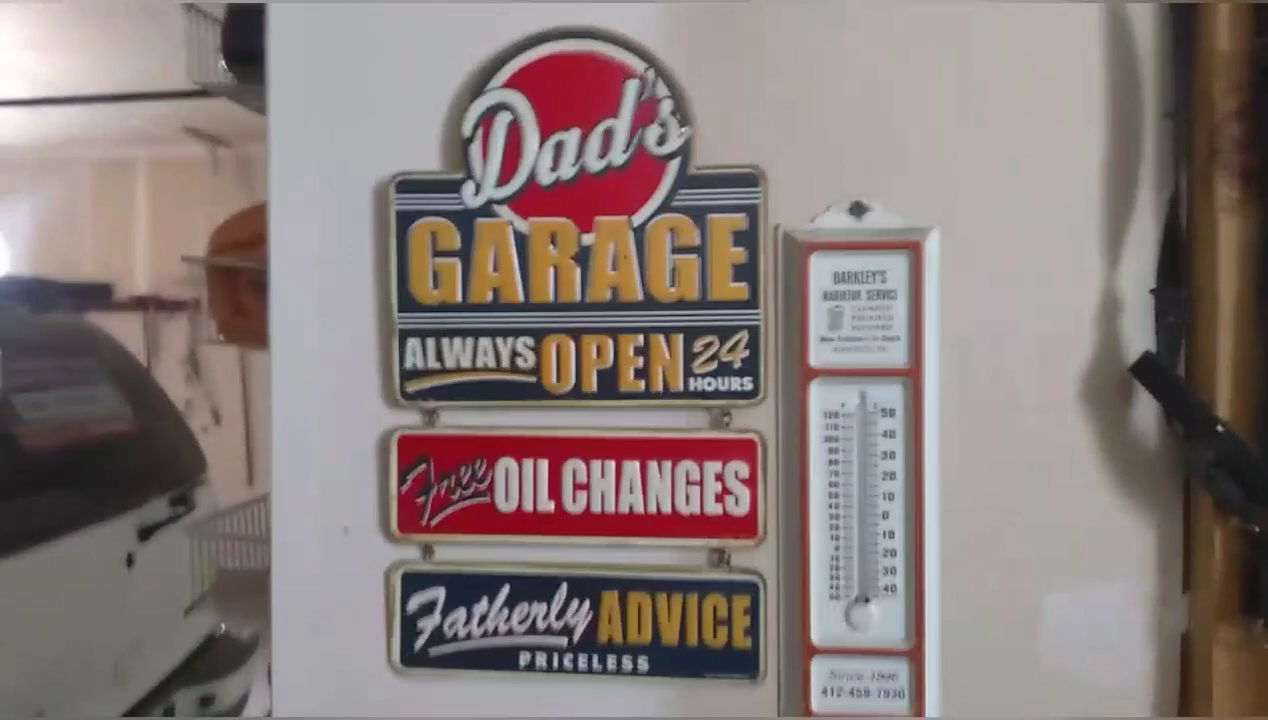 Dad's
GARAGE
ALWAYS OPEN 24
HOURS
Free OIL CHANGES
Fatherly ADVICE
PRICELESS
BARKLEY'S
RADIATOR SERVICE
F C
120 50
110
100 40
90
80 30
70
60 20
50
40 10
30 0
20
10 10
0 20
10
20 30
30 40
40
Since 1936
412-459-7930